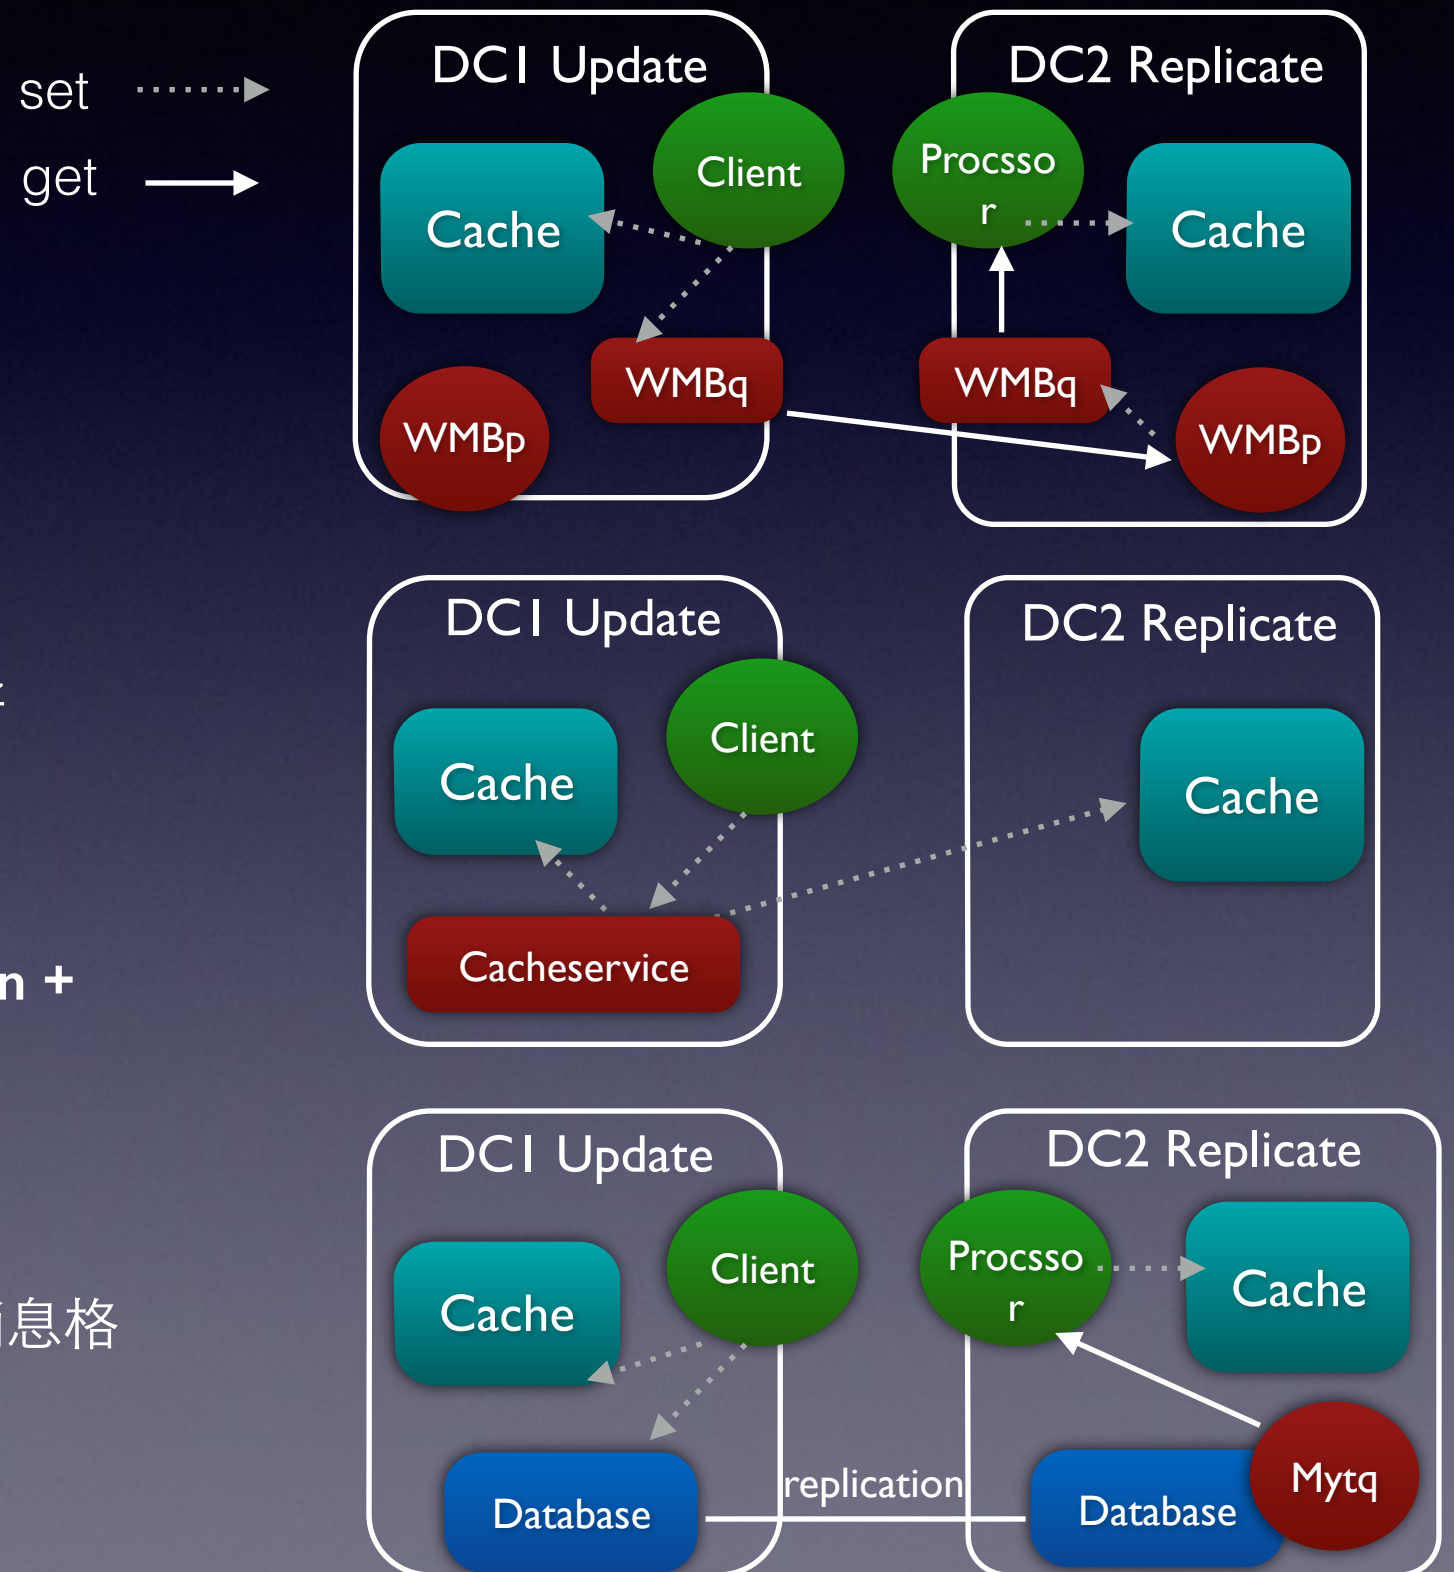 set
get
DC1 Update
DC2 Replicate
Client
Procsso
r
Cache
Cache
WMBq
WMBq
WMBp
WMBp
DC1 Update
DC2 Replicate
Client
Cache
Cache
Cacheservice
n +
DC1 Update
DC2 Replicate
Client
Procsso
r
Cache
Cache
息格
Mytq
replication
Database
Database